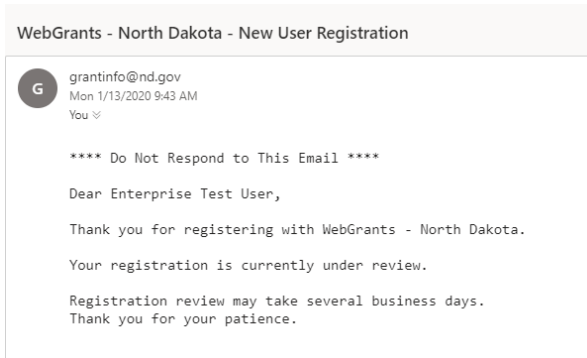 WebGrants - North Dakota - New User Registration
G
grantinfo@nd.gov
Mon 1/13/2020 9:43 AM
You
**** Do Not Respond to This Email ****
Dear Enterprise Test User,
Thank you for registering with WebGrants - North Dakota.
Your registration is currently under review.
Registration review may take several business days.
Thank you for your patience.